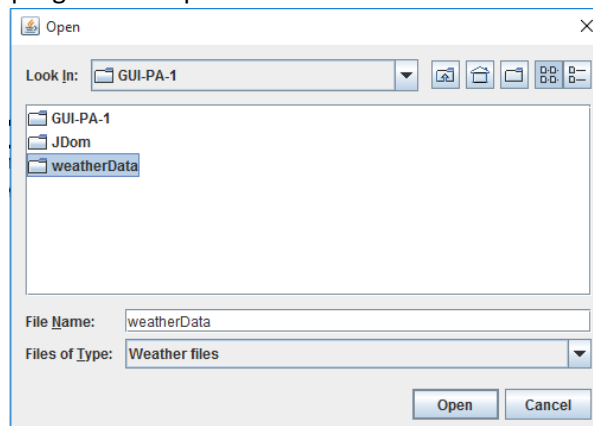 Open
Look In: GUI-PA-1
GUI-PA-1
JDom
weatherData
File Name: weatherData
Files of Type: Weather files
Open Cancel